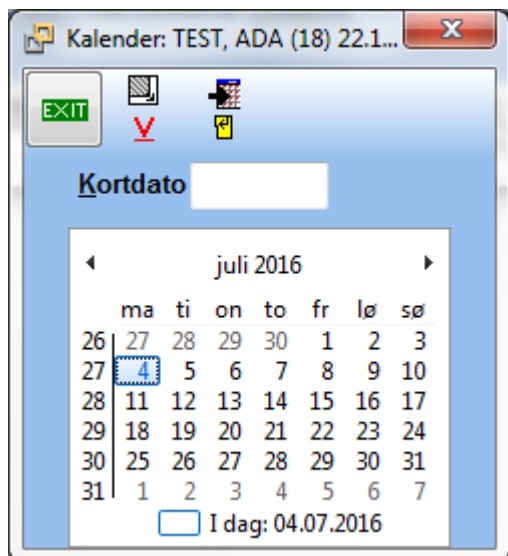 Kalender: TEST, ADA (18) 22.1...
EXIT
V
Kortdato
juli 2016
ma ti on to fr lø sø
26 27 28 29 30 1 2 3
27 4 5 6 7 8 9 10
28 11 12 13 14 15 16 17
29 18 19 20 21 22 23 24
30 25 26 27 28 29 30 31
31 1 2 3 4 5 6 7
I dag: 04.07.2016